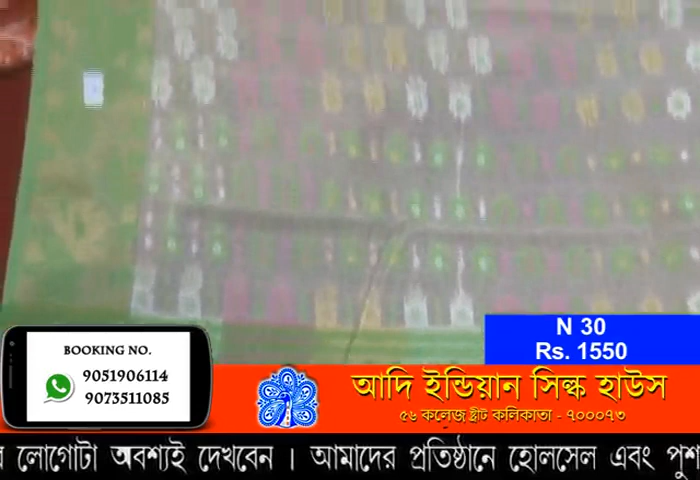 N 30
Rs. 1550
BOOKING NO.
9051906114
9073511085
আদি ইন্ডিয়ান সিল্ক হাউস
৫৬ কলেজ ষ্ট্রীট কলিকাতা - ৭০০০৭৩
লোগোটা অবশ্যই দেখবেন । আমাদের প্রতিষ্ঠানে হোলসেল এবং